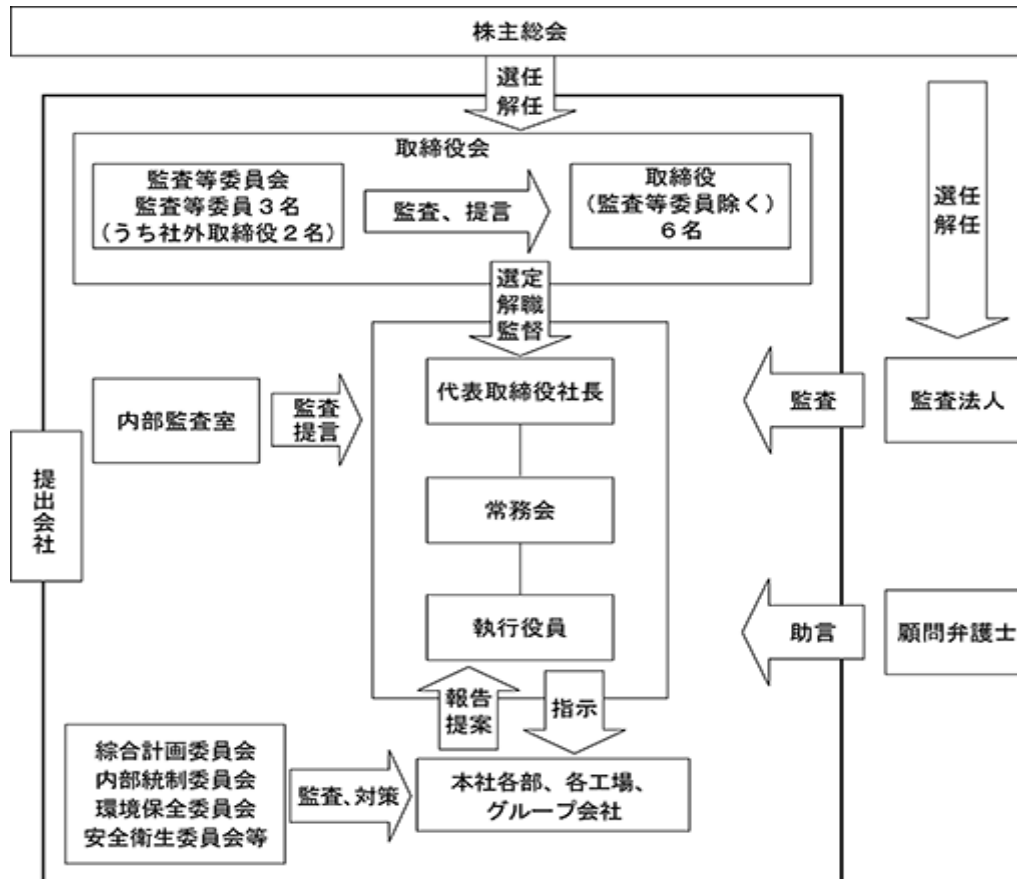 株主総会
選任
解任
取締役会
監査等委員会
監査等委員3名
(うち社外取締役2名)
監査、提言
取締役
(監査等委員除く)
6名
選任
解任
選定
解職
監督
代表取締役社長
内部監査室
監査
提言
監査
監査法人
提出会社
常務会
執行役員
助言
顧問弁護士
報告
提案
指示
綜合計画委員会
内部統制委員会
環境保全委員会
安全衛生委員会等
監査、対策
本社各部、各工場、
グループ会社